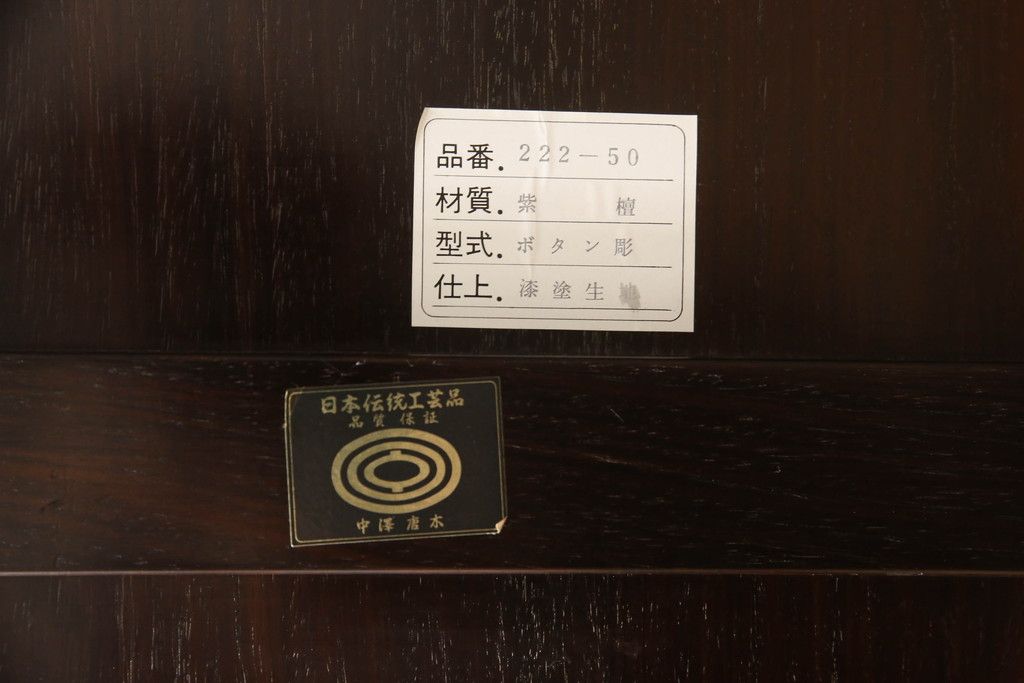 品番. 222-50
材質. 紫檀
型式. ボタン彫
仕上. 漆塗生
日本伝统工芸品
品質保証
中澤唐木